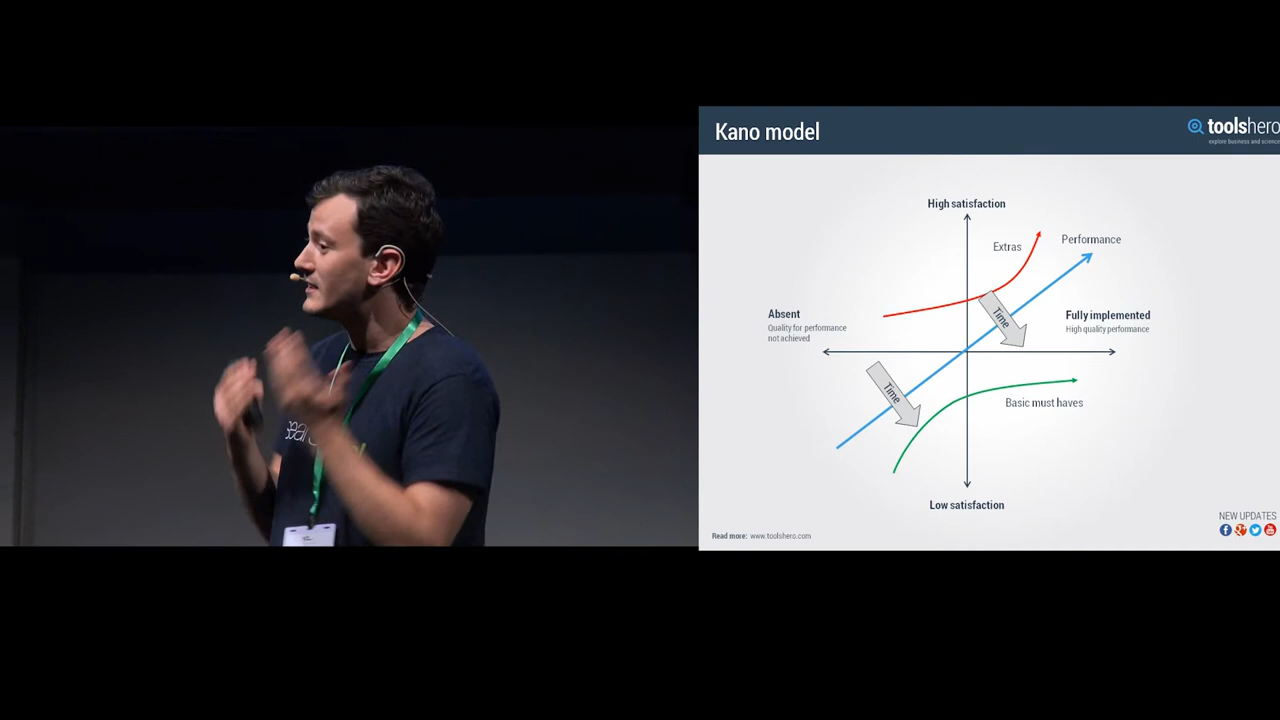 Kano model
toolshero
explore business and science
High satisfaction
Extras
Performance
Absent
Quality for performance
not achieved
Time
Fully implemented
High quality performance
Time
Basic must haves
Low satisfaction
NEW UPDATES
Read more: www.toolshero.com